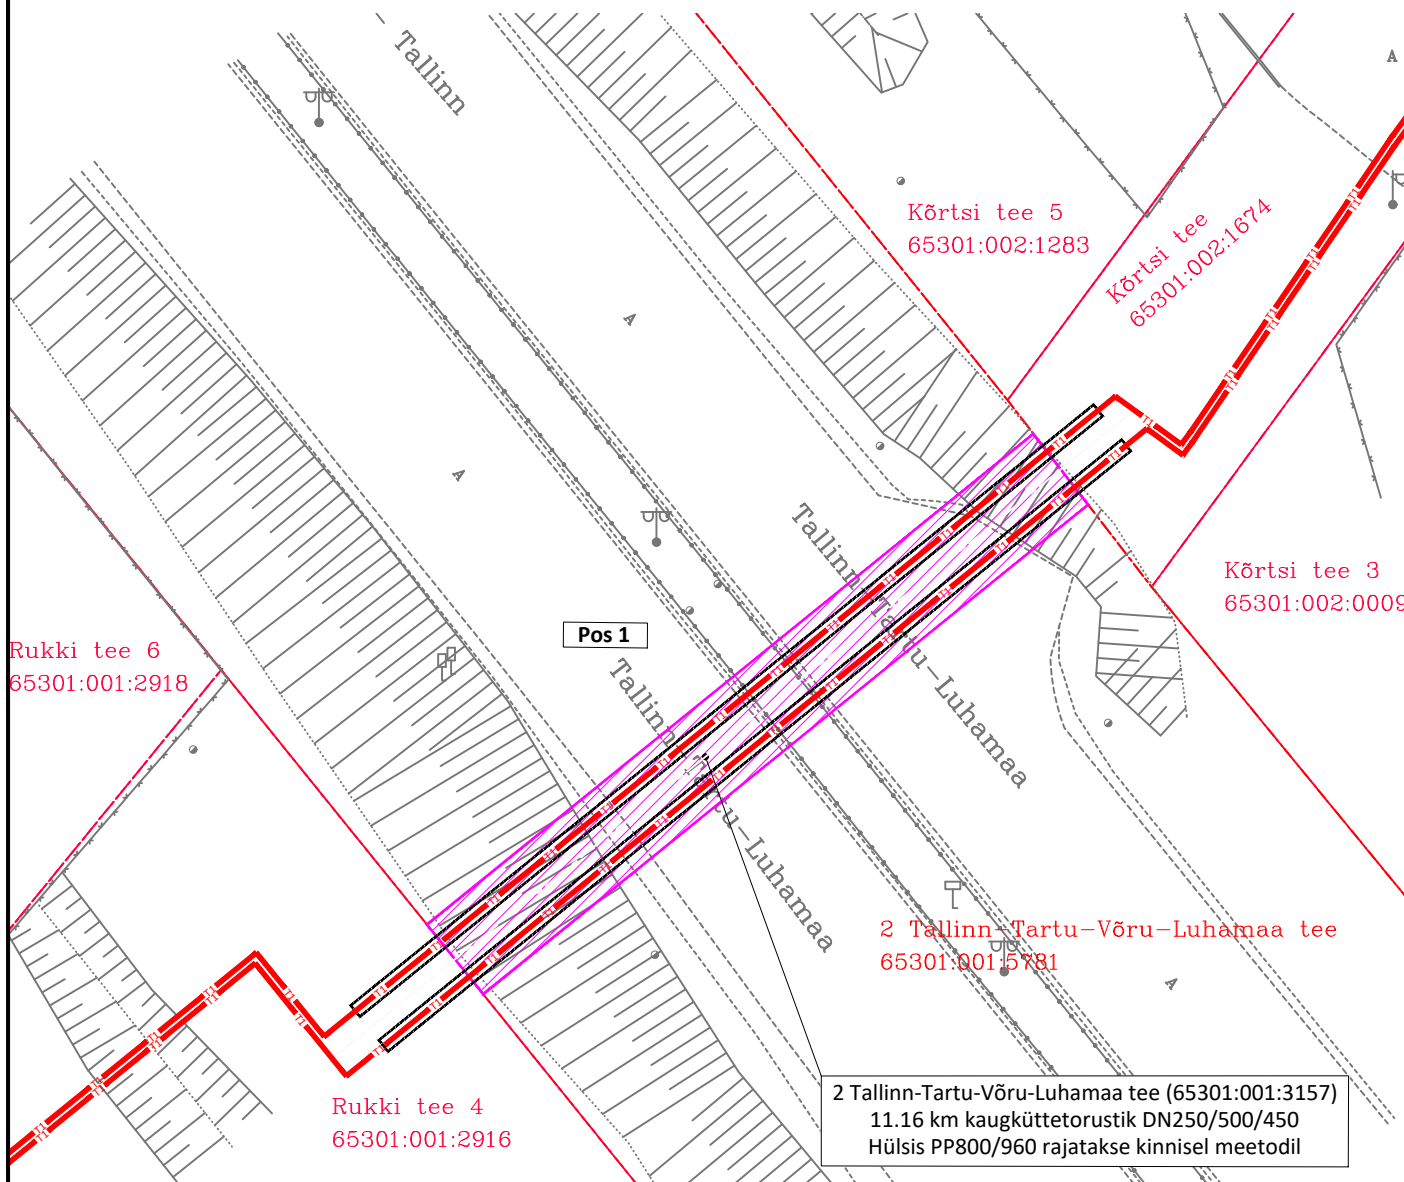 Tallinn
A
Kõrtsi tee 5
65301:002:1283
Kõrtsi tee
65301:002:1674
A
A
Tallinn-Tartu-Luhamaa
Kõrtsi tee 3
65301:002:0009
Pos 1
Rukki tee 6
65301:001:2918
Tallinn-Tartu-Luhamaa
2 Tallinn-Tartu-Võru-Luhamaa tee
65301:001:5781
A
2 Tallinn-Tartu-Võru-Luhamaa tee (65301:001:3157)
11.16 km kaugküttetorustik DN250/500/450
Hülsis PP800/960 rajatakse kinnisel meetodil
Rukki tee 4
65301:001:2916